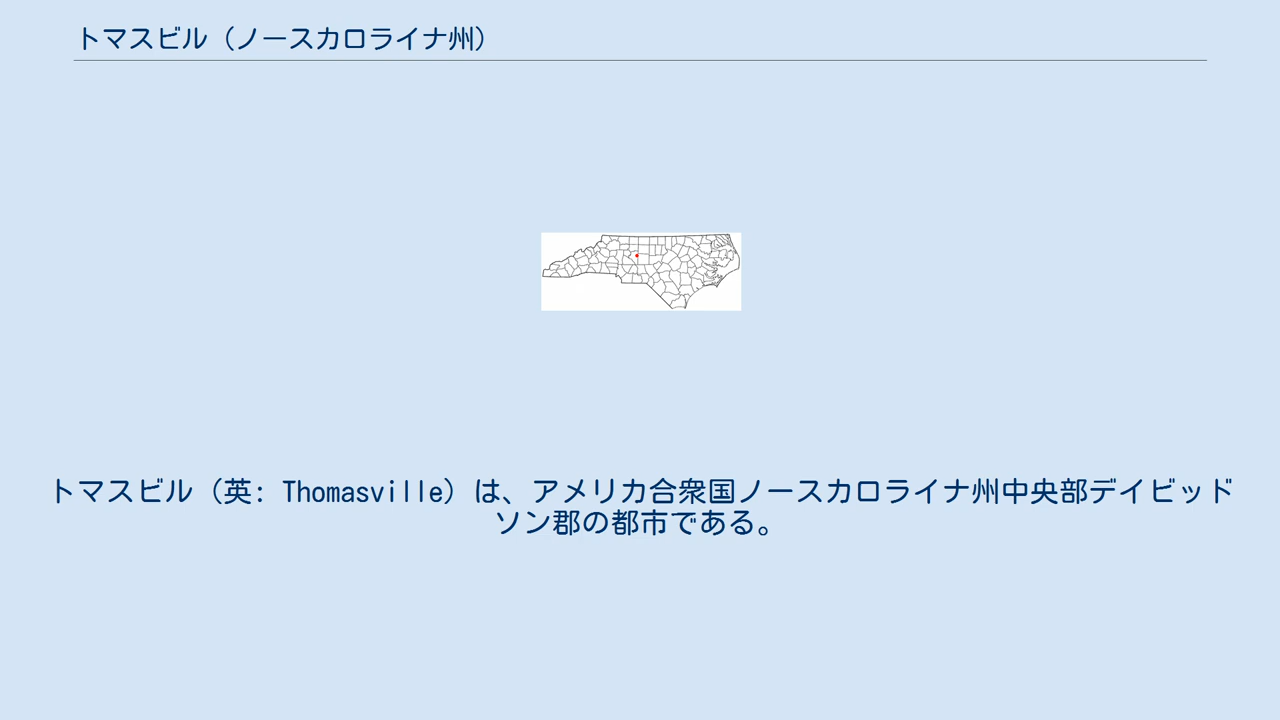 トマスビル（ノースカロライナ州）
トマスビル（英: Thomasville）は、アメリカ合衆国ノースカロライナ州中央部デイビッド
ソン郡の都市である。